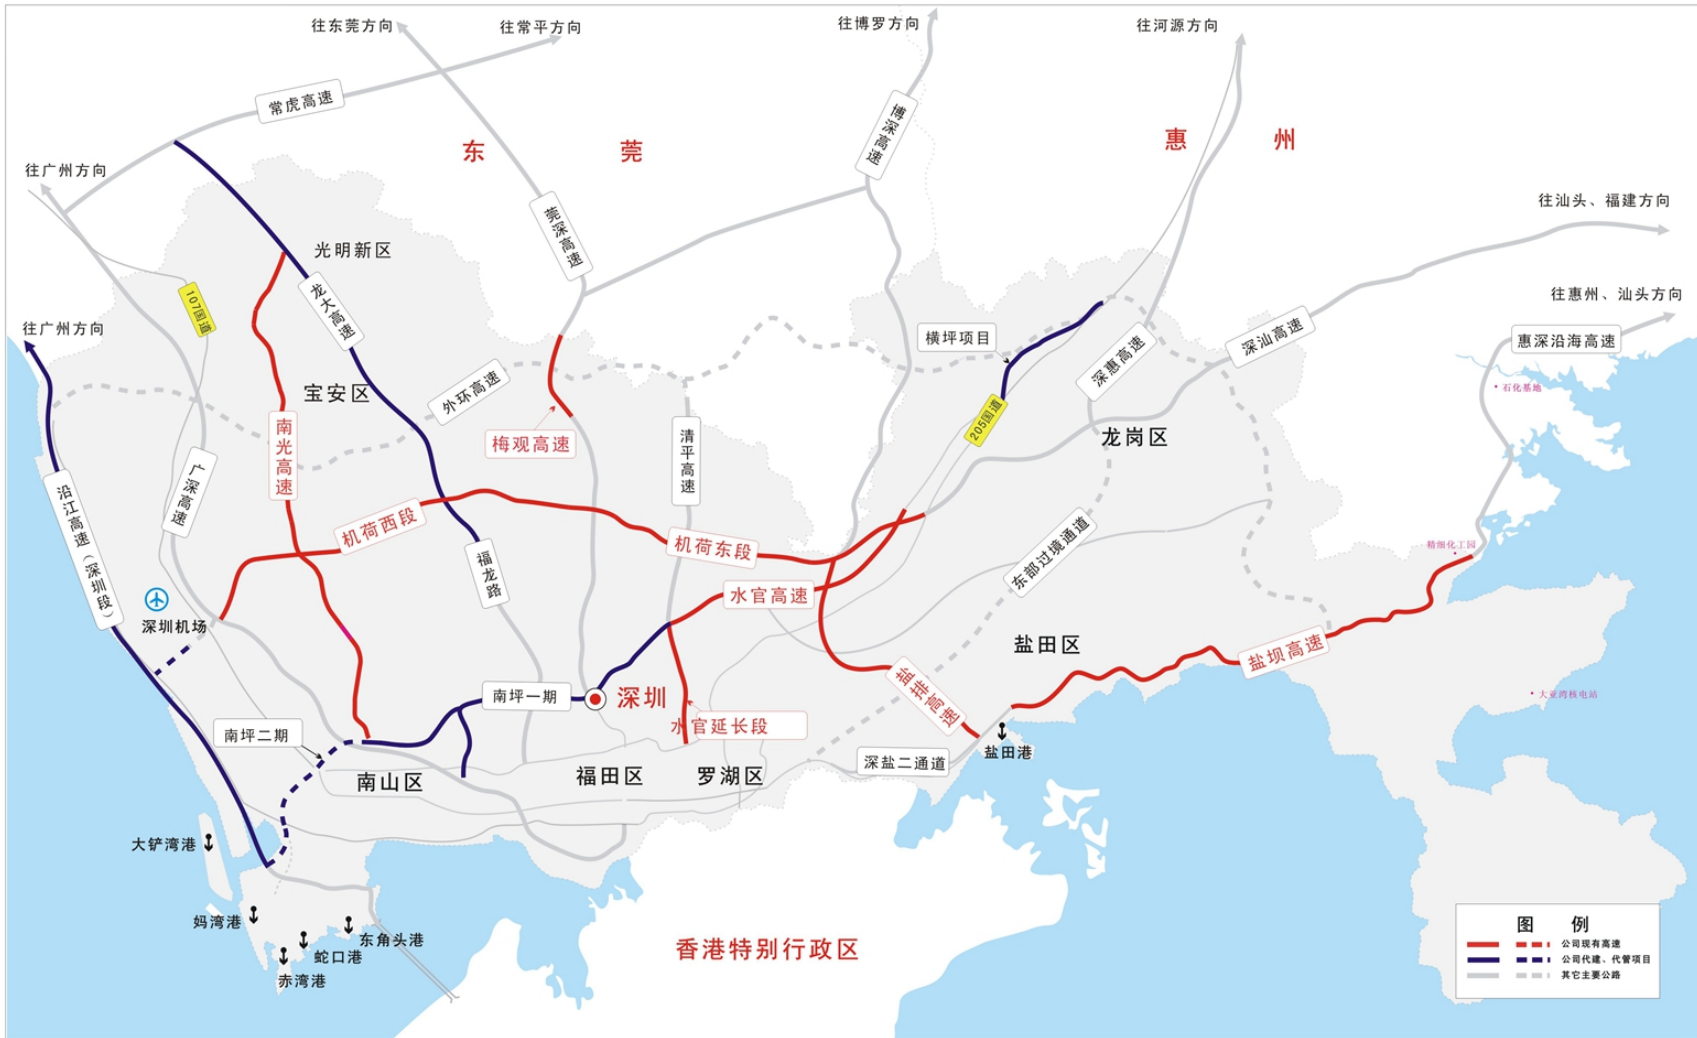 往东莞方向
往常平方向
往博罗方向
往河源方向
常虎高速
博深高速
东莞
惠州
往广州方向
往汕头、福建方向
莞深高速
光明新区
107国道
龙大高速
往惠州、汕头方向
往广州方向
横坪项目
深惠高速
深汕高速
惠深沿海高速
石化基地
宝安区
外环高速
205国道
龙岗区
南光高速
梅观高速
清平高速
广深高速
沿江高速（深圳段）
机荷西段
机荷东段
福龙路
东部过境通道
精细化工园
水官高速
深圳机场
盐田区
盐坝高速
盐排高速
南坪一期
深圳
大亚湾核电站
水官延长段
南坪二期
盐田港
深盐二通道
南山区
福田区
罗湖区
大铲湾港
妈湾港
东角头港
蛇口港
赤湾港
香港特别行政区
图例
公司现有高速
公司代建、代管项目
其它主要公路